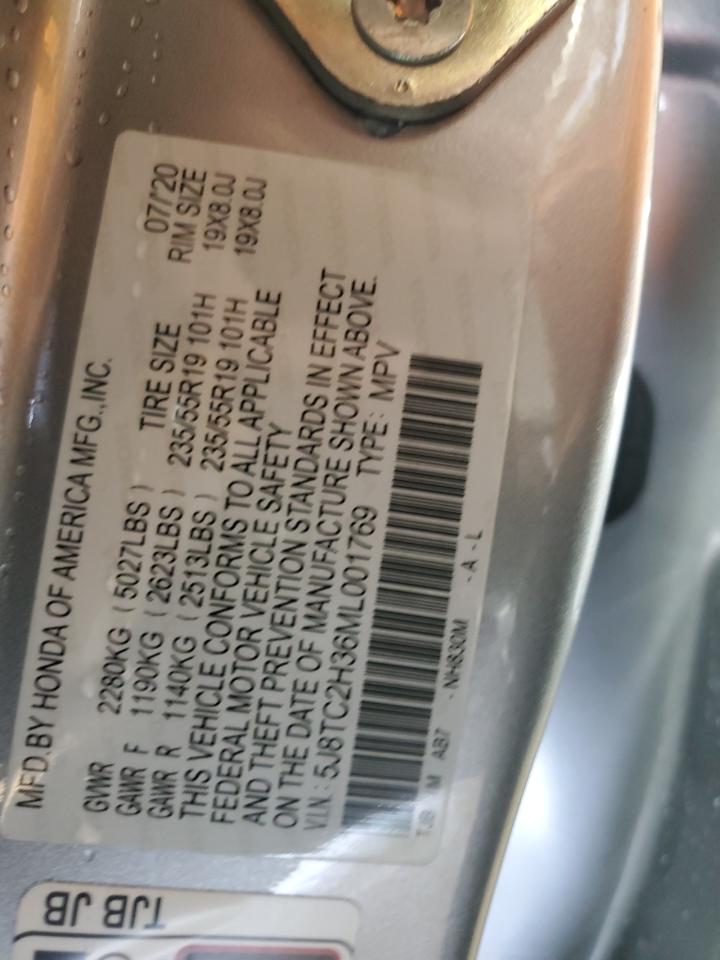 MFD. BY HONDA OF AMERICA MFG., INC. 07/'20
GVWR 2280KG (5027LBS) TIRE SIZE RIM SIZE
GAWR F 1190KG (2623LBS) 235/55R19 101H 19X8.0J
GAWR R 1140KG (2513LBS) 235/55R19 101H 19X8.0J
THIS VEHICLE CONFORMS TO ALL APPLICABLE
FEDERAL MOTOR VEHICLE SAFETY
AND THEFT PREVENTION STANDARDS IN EFFECT
ON THE DATE OF MANUFACTURE SHOWN ABOVE.
V.I.N.: 5J8TC2H36ML001769 TYPE: MPV
TJB M AB7 -NH830M -A-L
TJB JB